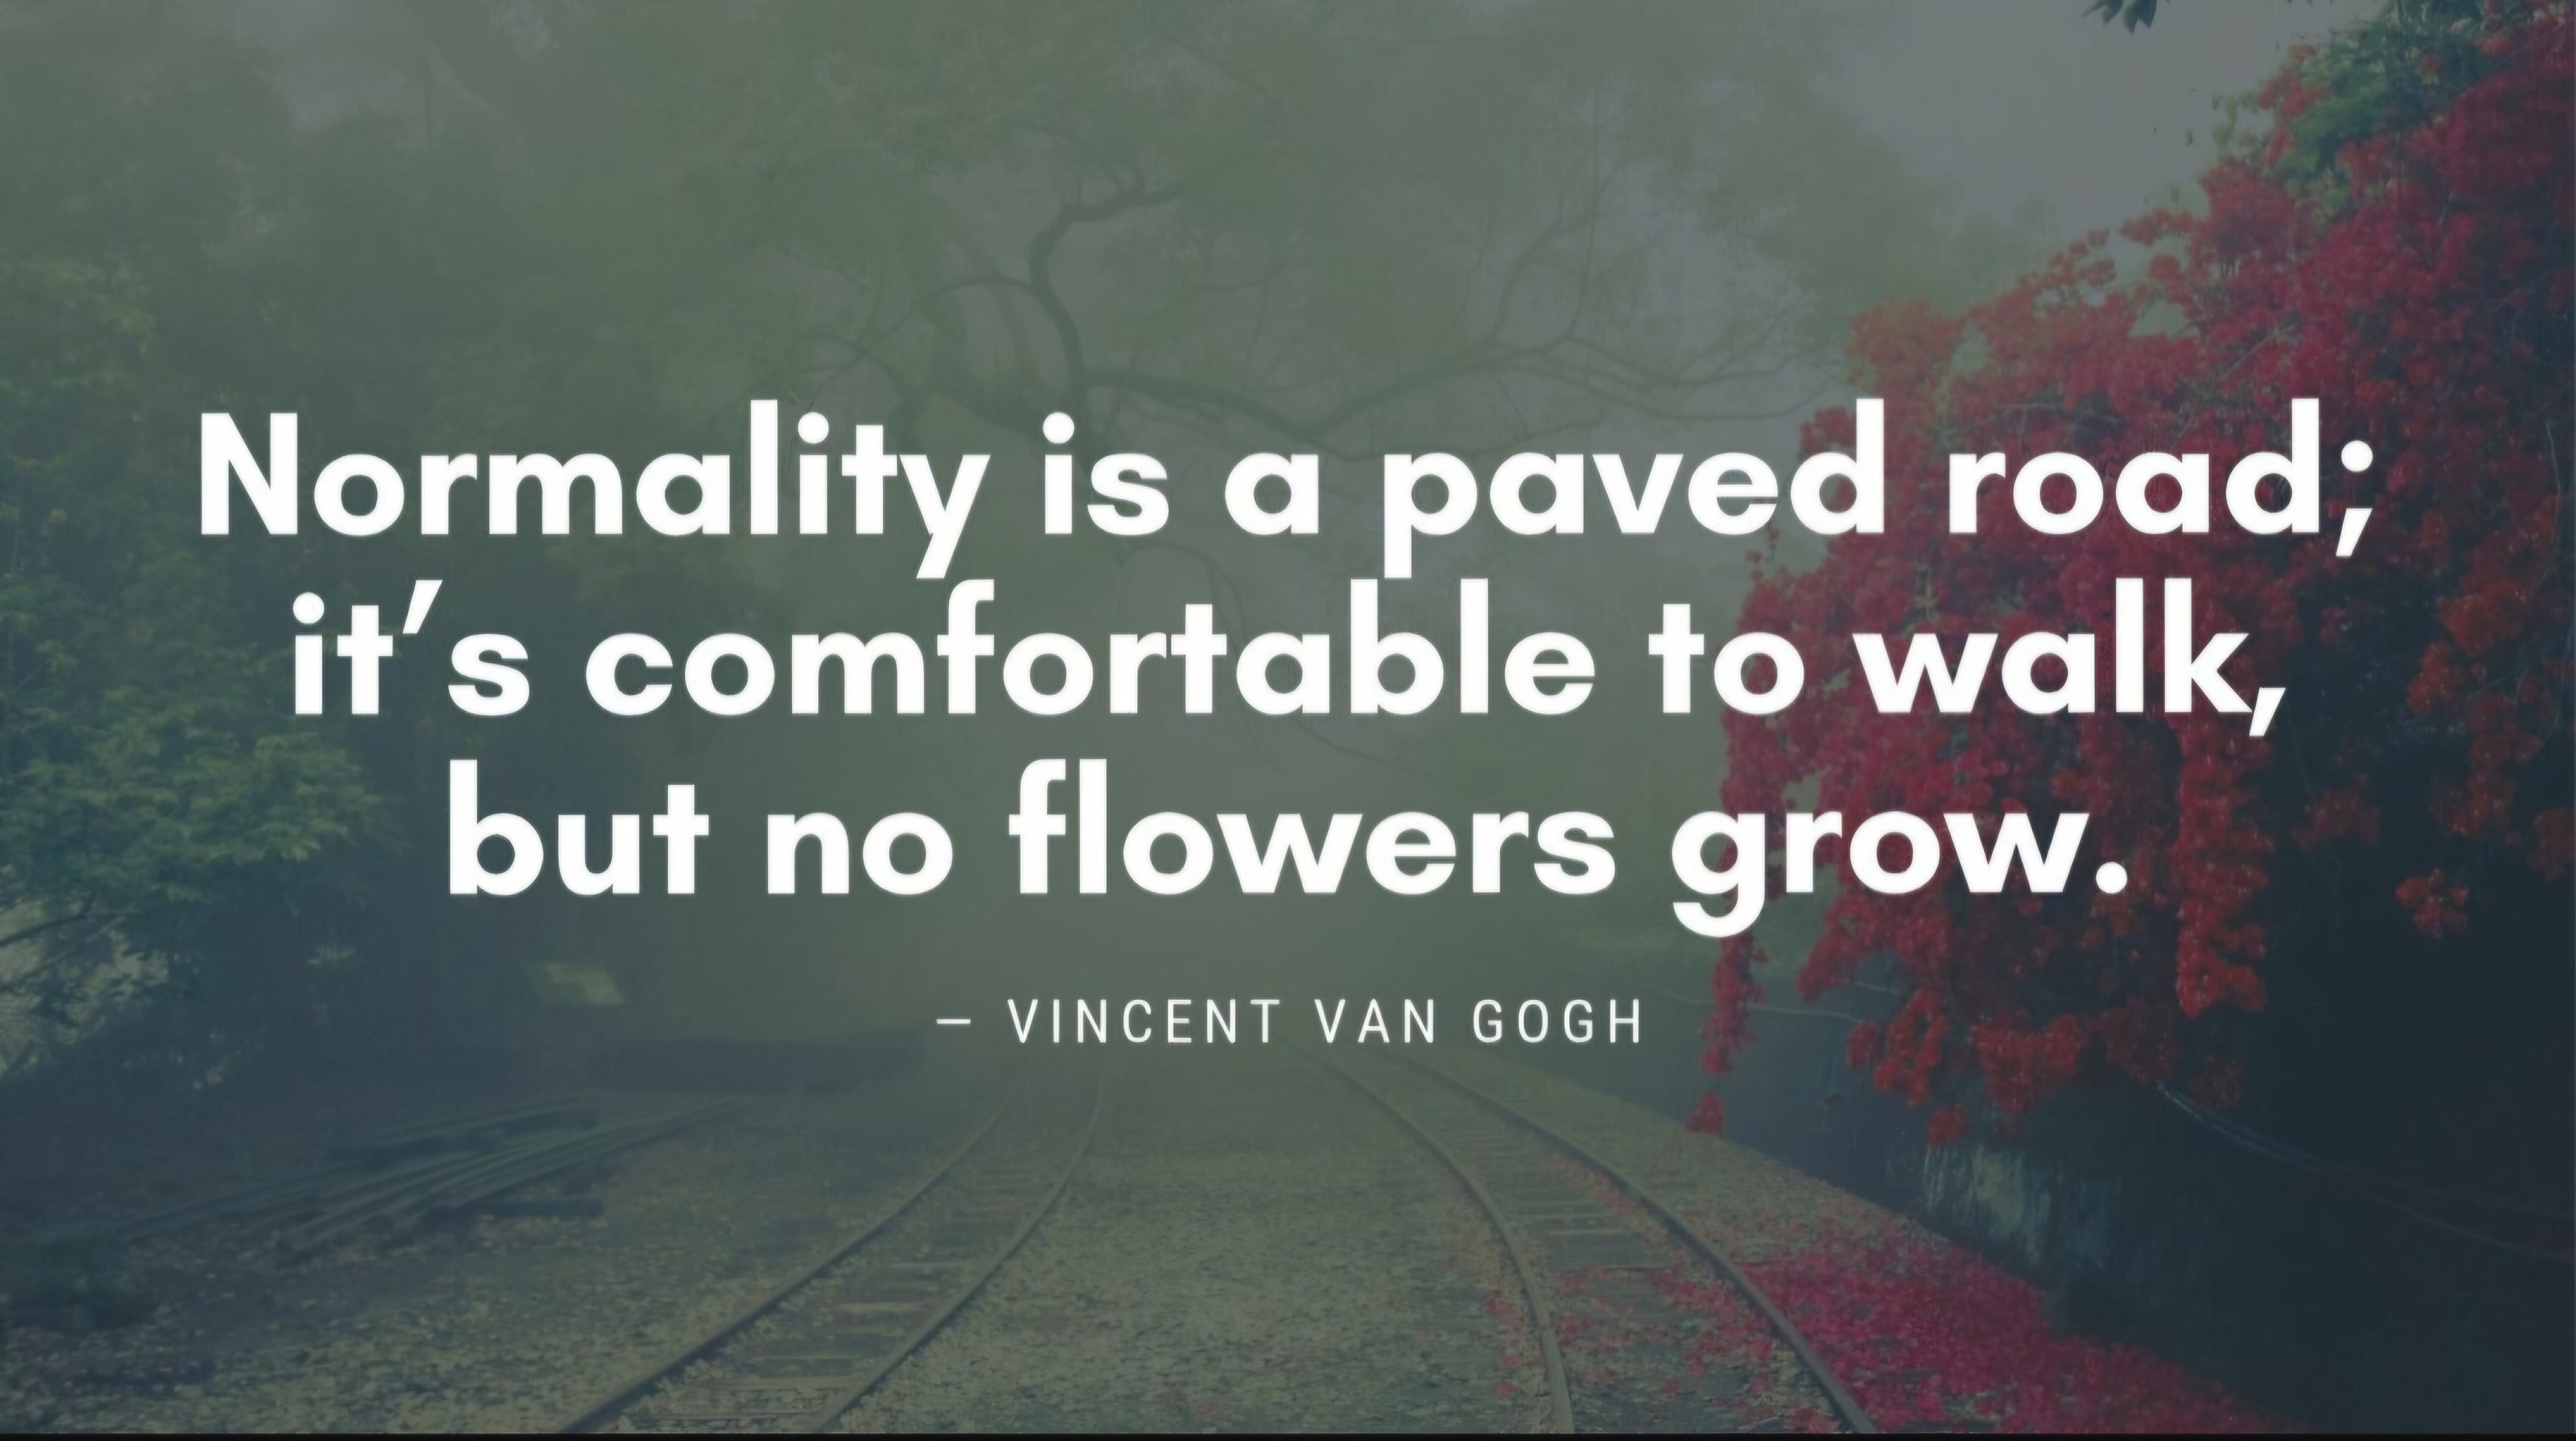 Normality is a paved road;
it’s comfortable to walk,
but no flowers grow.
– VINCENT VAN GOGH